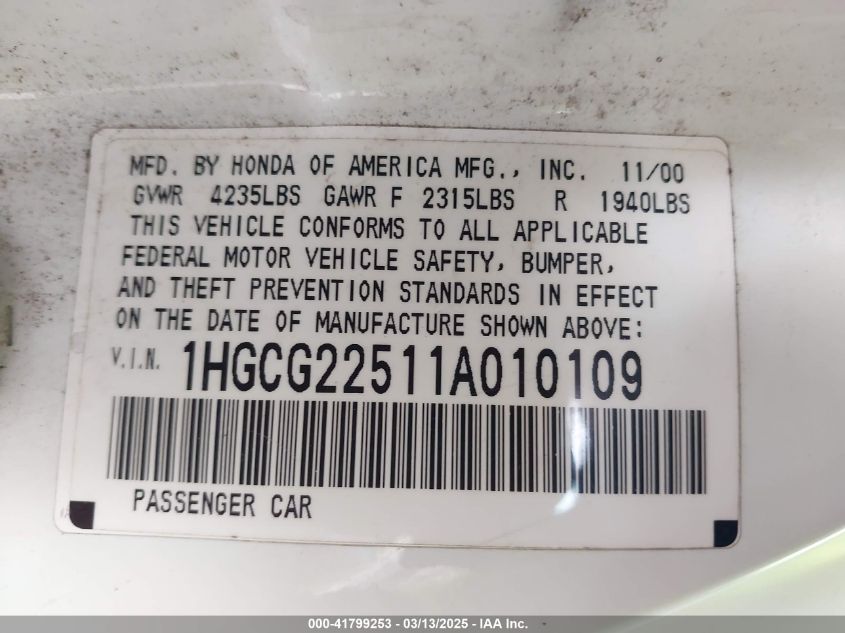 MFD. BY HONDA OF AMERICA MFG., INC. 11/00
GVWR 4235LBS GAWR F 2315LBS R 1940LBS
THIS VEHICLE CONFORMS TO ALL APPLICABLE
FEDERAL MOTOR VEHICLE SAFETY, BUMPER,
AND THEFT PREVENTION STANDARDS IN EFFECT
ON THE DATE OF MANUFACTURE SHOWN ABOVE:
V.I.N. 1HGCG22511A010109
PASSENGER CAR
000-41799253 - 03/13/2025 - IAA Inc.